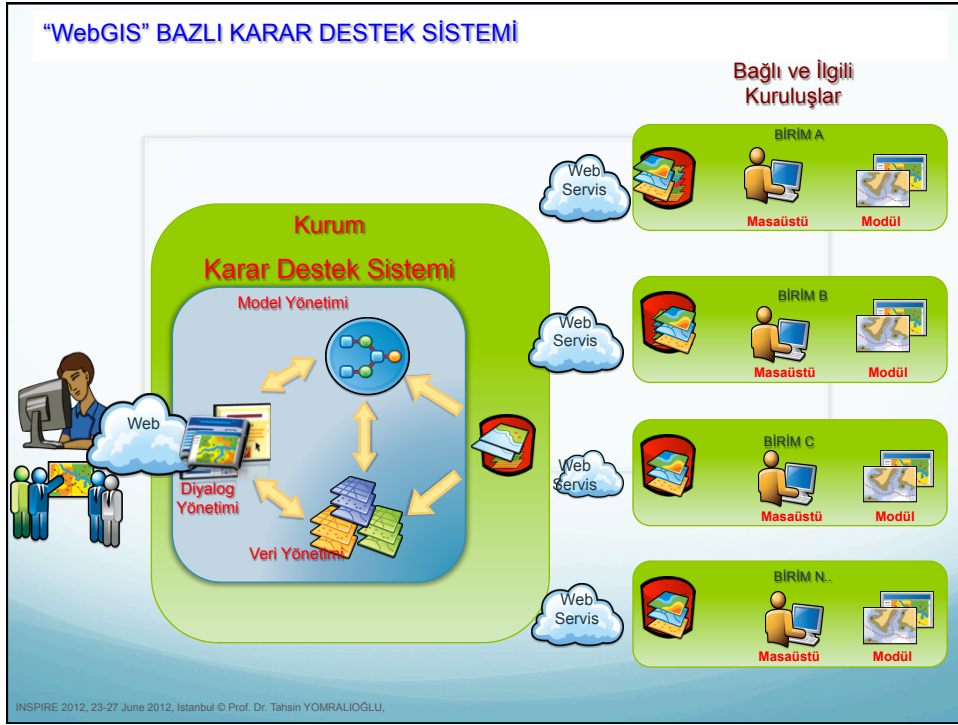 “WebGIS” BAZLI KARAR DESTEK SİSTEMİ
Bağlı ve İlgili
Kuruluşlar
BİRİM A
Web
Servis
Masaüstü
Modül
Kurum
Karar Destek Sistemi
Model Yönetimi
BİRİM B
Web
Servis
Masaüstü
Modül
Web
Diyalog
Yönetimi
Veri Yönetimi
BİRİM C
Web
Servis
Masaüstü
Modül
BİRİM N..
Web
Servis
Masaüstü
Modül
INSPIRE 2012, 23-27 June 2012, Istanbul © Prof. Dr. Tahsin YOMRALIOĞLU,